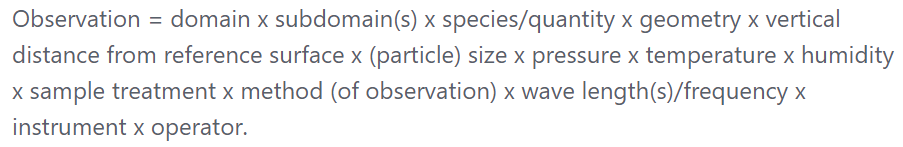 Observation = domain x subdomain(s) x species/quantity x geometry x vertical
distance from reference surface x (particle) size x pressure x temperature x humidity
x sample treatment x method (of observation) x wave length(s)/frequency x
instrument x operator.